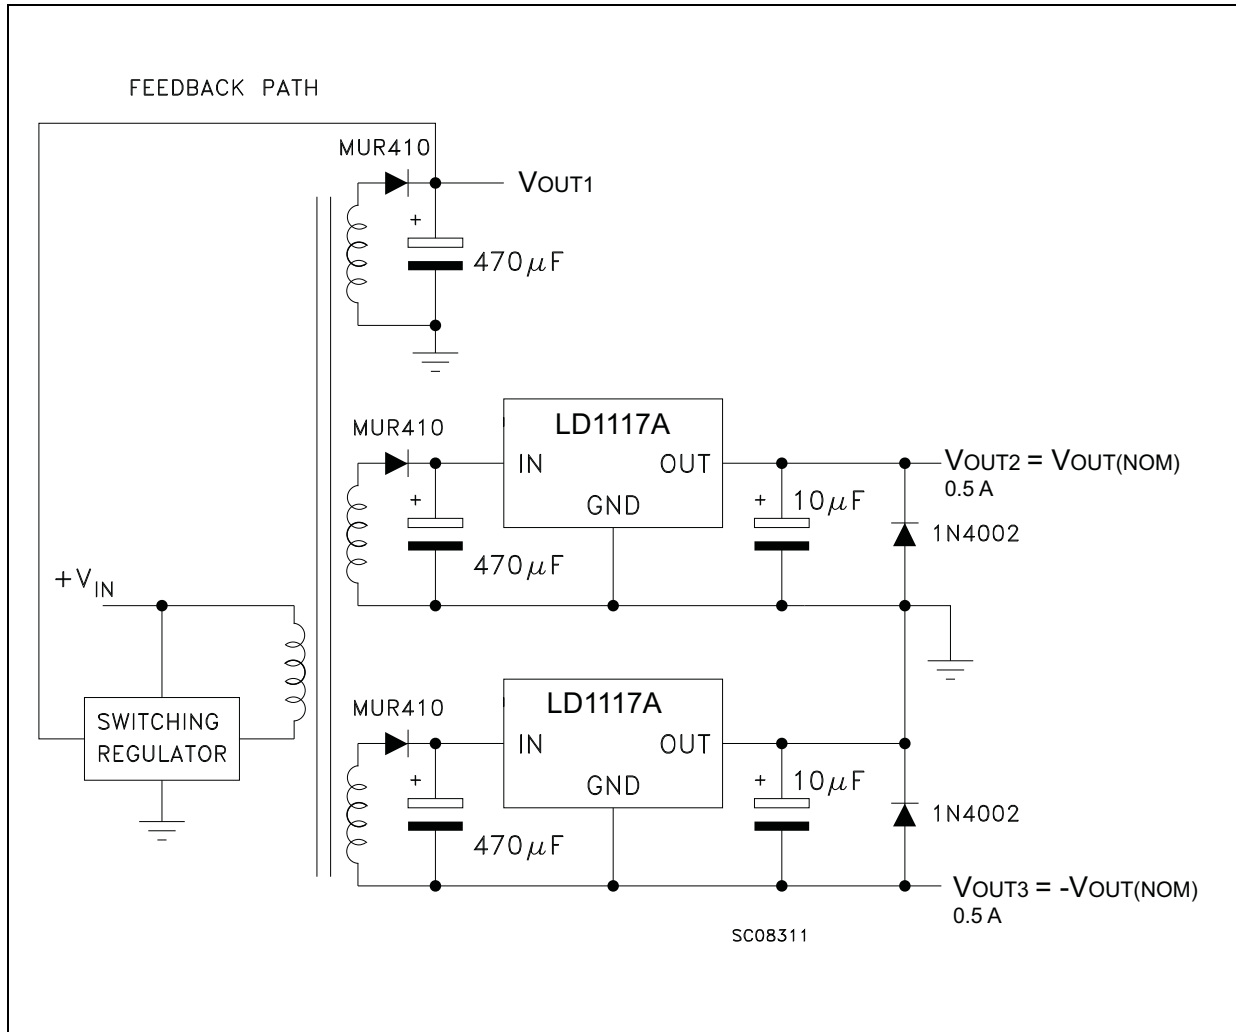 FEEDBACK PATH
MUR410
VOUT1
+
470μF
MUR410
LD1117A
IN OUT
GND
+
470μF
+
10μF
VOUT2 = VOUT(NOM)
0.5 A
1N4002
+VIN
SWITCHING
REGULATOR
MUR410
LD1117A
IN OUT
GND
+
470μF
+
10μF
1N4002
VOUT3 = -VOUT(NOM)
0.5 A
SC08311